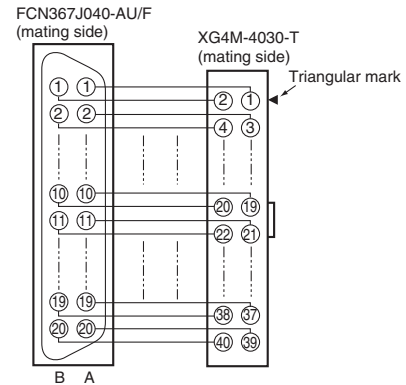 FCN367J040-AU/F
(mating side)
XG4M-4030-T
(mating side)
Triangular mark
1 1
2 1
2 2
4 3
10 10
20 19
11 11
22 21
19 19
38 37
20 20
40 39
B A